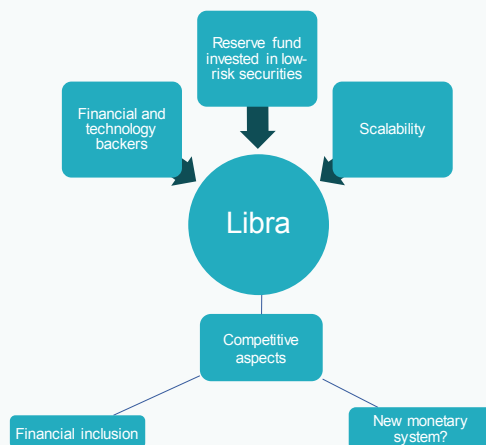 Reserve fund
invested in low-
risk securities
Financial and
technology
backers
Scalability
Libra
Competitive
aspects
Financial inclusion
New monetary
system?